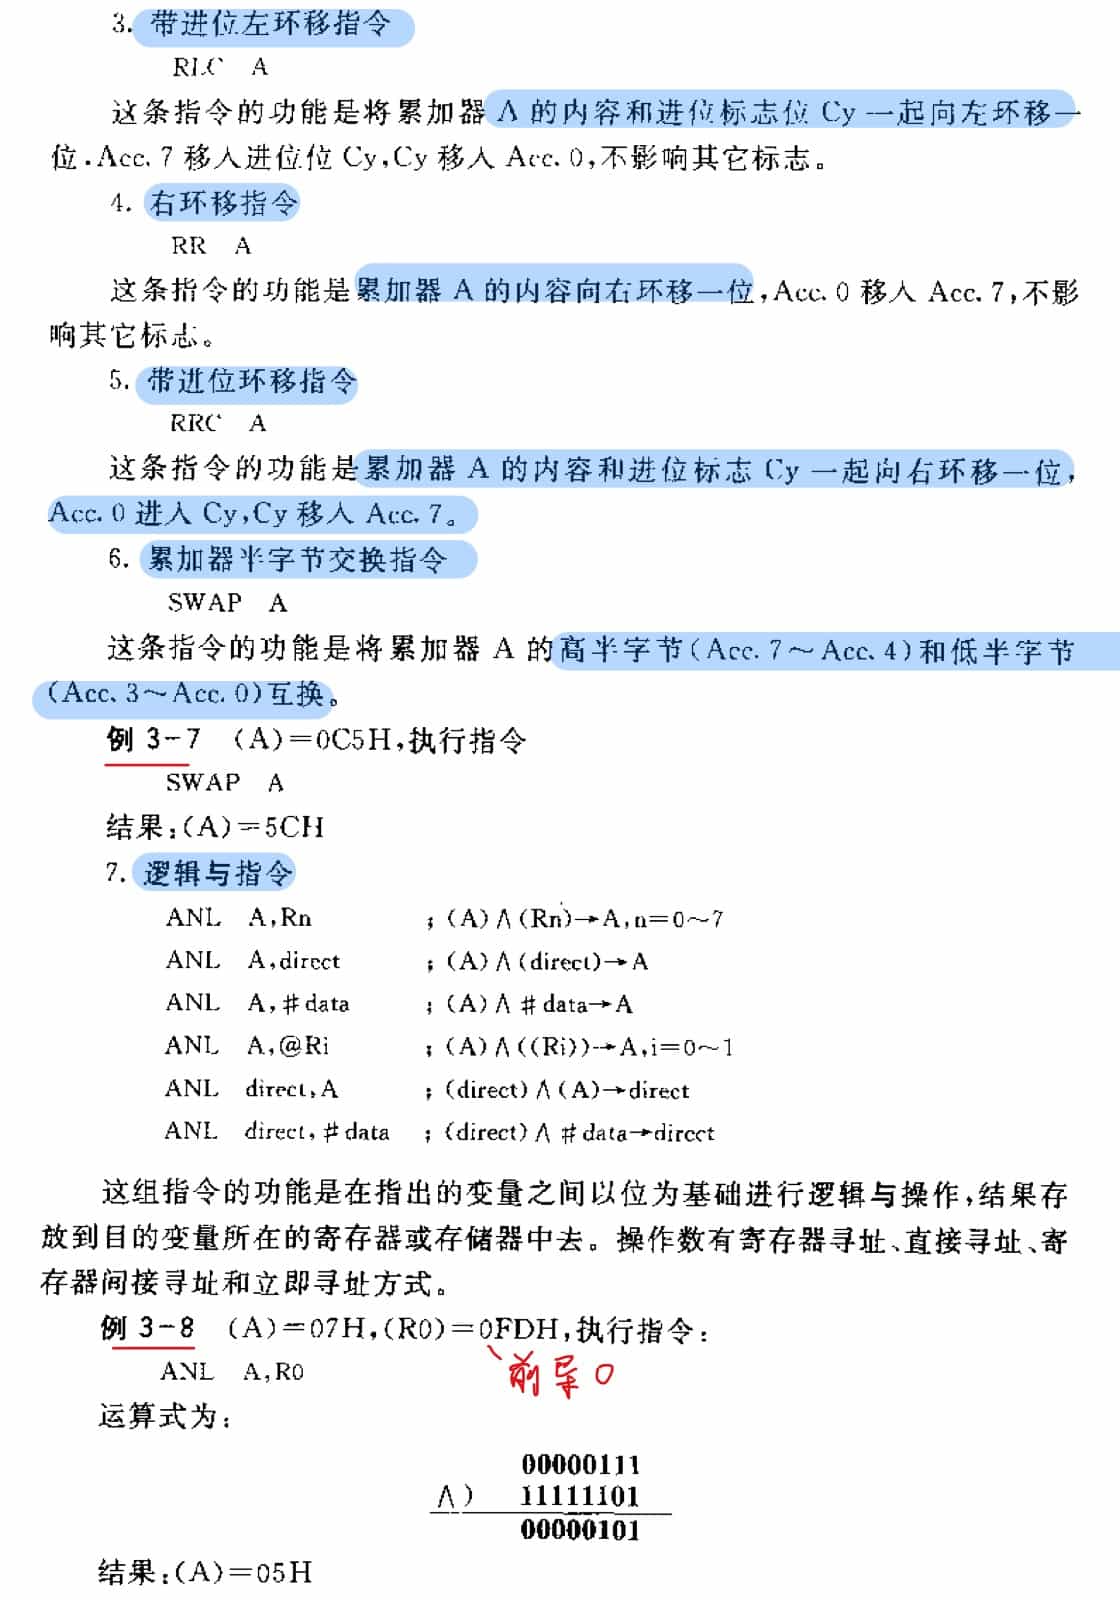 3. 带进位左环移指令
RLC A
这条指令的功能是将累加器 A 的内容和进位标志位 Cy 一起向左环移一
位.Acc.7 移入进位位 Cy,Cy 移入 Acc.0,不影响其它标志。
4. 右环移指令
RR A
这条指令的功能是累加器 A 的内容向右环移一位,Acc.0 移入 Acc.7,不影
响其它标志。
5. 带进位环移指令
RRC A
这条指令的功能是累加器 A 的内容和进位标志 Cy 一起向右环移一位,
Acc.0 进入 Cy,Cy 移入 Acc.7。
6. 累加器半字节交换指令
SWAP A
这条指令的功能是将累加器 A 的高半字节(Acc.7~Acc、4)和低半字节
(Acc、3~Acc.0)互换。
例 3-7 (A)=0C5H,执行指令
SWAP A
结果:(A)=5CH
7. 逻辑与指令
ANL A,Rn ;(A)∧(Rn)→A,n=0~7
ANL A,direct ;(A)∧(direct)→A
ANL A,#data ;(A)∧#data→A
ANL A,@Ri ;(A)∧((Ri))→A,i=0~1
ANL direct,A ;(direct)∧(A)→direct
ANL direct,#data ;(direct)∧#data→direct
这组指令的功能是在指出的变量之间以位为基础进行逻辑与操作,结果存
放到目的变量所在的寄存器或存储器中去。操作数有寄存器寻址、直接寻址、寄
存器间接寻址和立即寻址方式。
例 3-8 (A)=07H,(R0)=0FDH,执行指令:
ANL A,R0
前导0
运算式为:
00000111
∧) 11111101
00000101
结果:(A)=05H